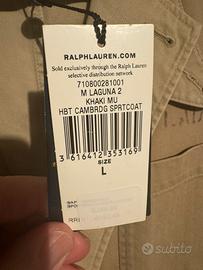 RALPHLAUREN.COM
Sold exclusively through the Ralph Lauren
selective distribution network
710800281001
M LAGUNA 2
KHAKI MU
HBT CAMBRDG SPRTCOAT
3 616412 353169
SIZE
L
subito